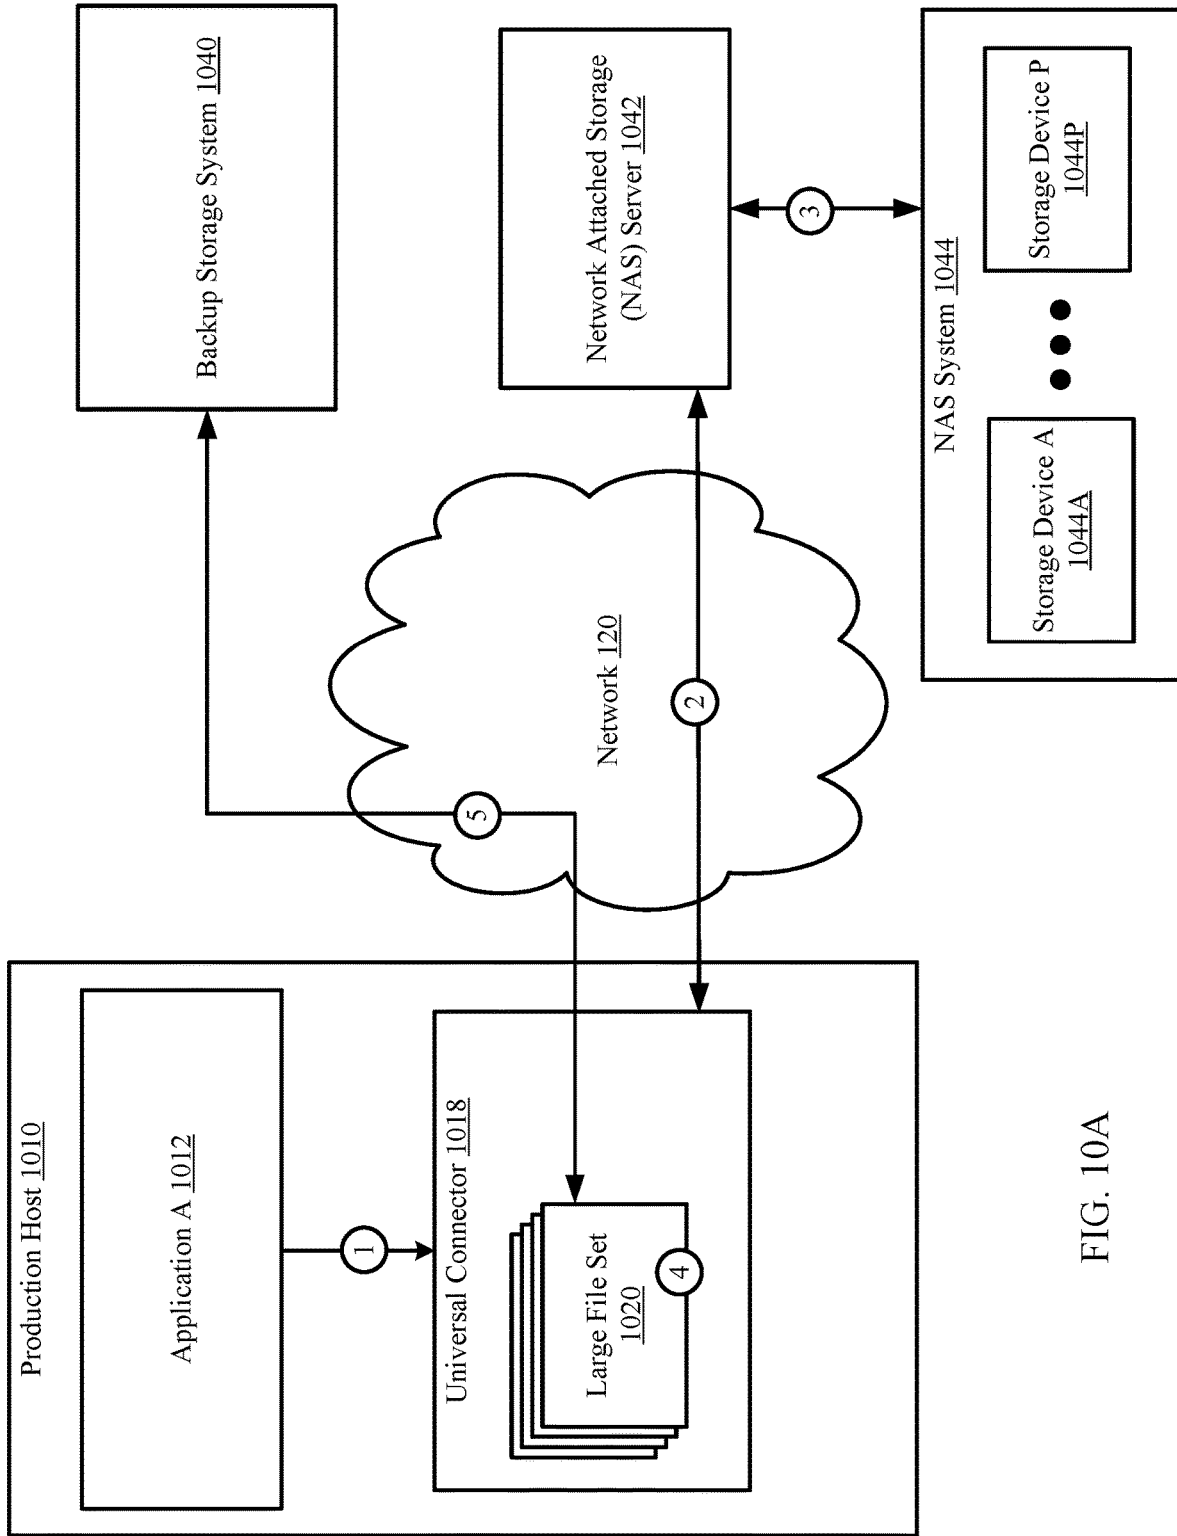 Production Host 1010
Application A 1012
1
Universal Connector 1018
Large File Set
1020
4
5
Network 120
2
Backup Storage System 1040
Network Attached Storage
(NAS) Server 1042
3
NAS System 1044
Storage Device A
1044A
Storage Device P
1044P
FIG. 10A